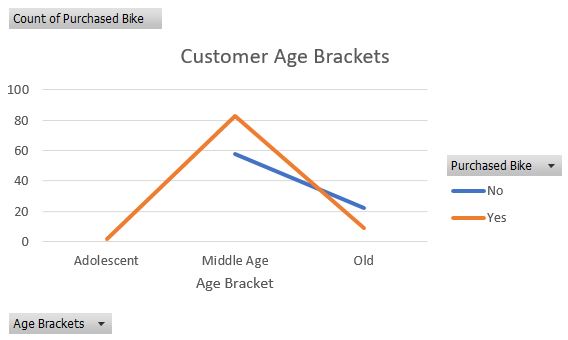 Count of Purchased Bike
Customer Age Brackets
100
80
60
40
20
0
Adolescent Middle Age Old
Age Bracket
Purchased Bike
No
Yes
Age Brackets